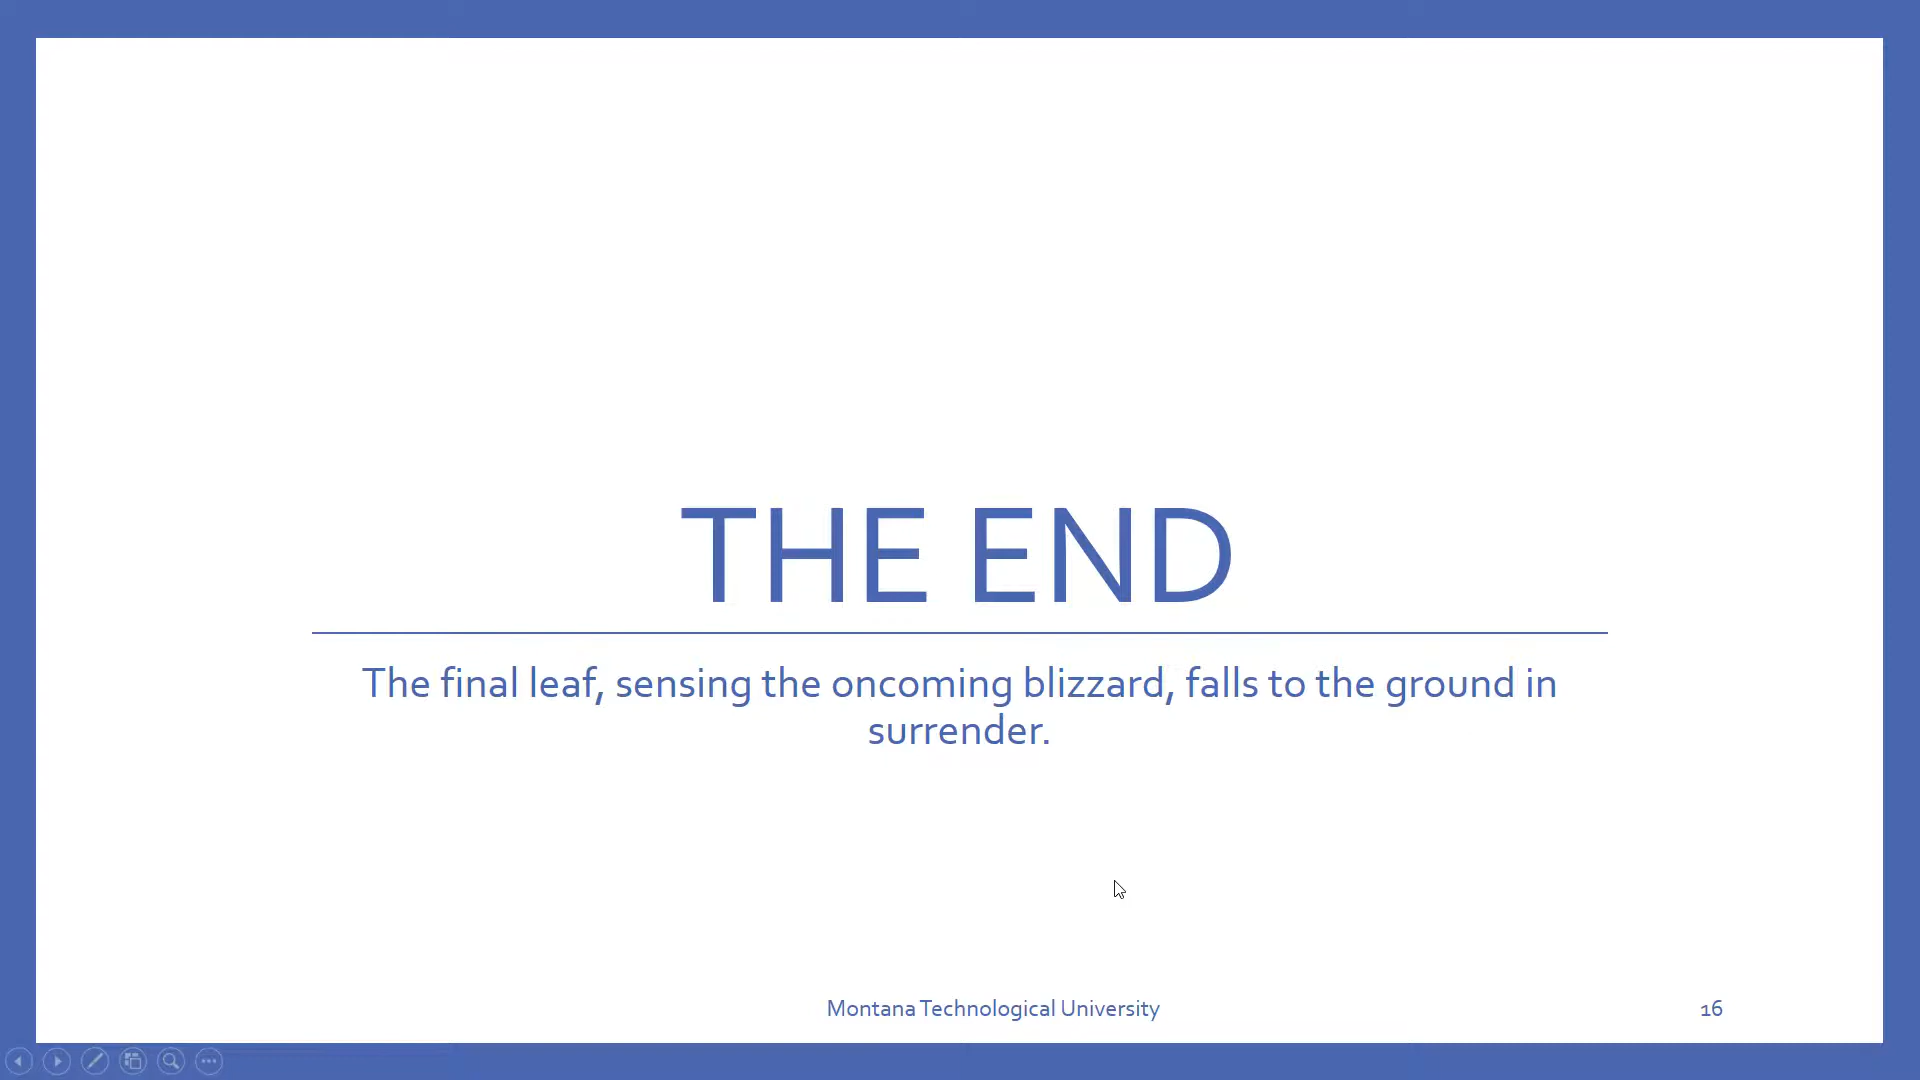 THE END
The final leaf, sensing the oncoming blizzard, falls to the ground in
surrender.
Montana Technological University
16